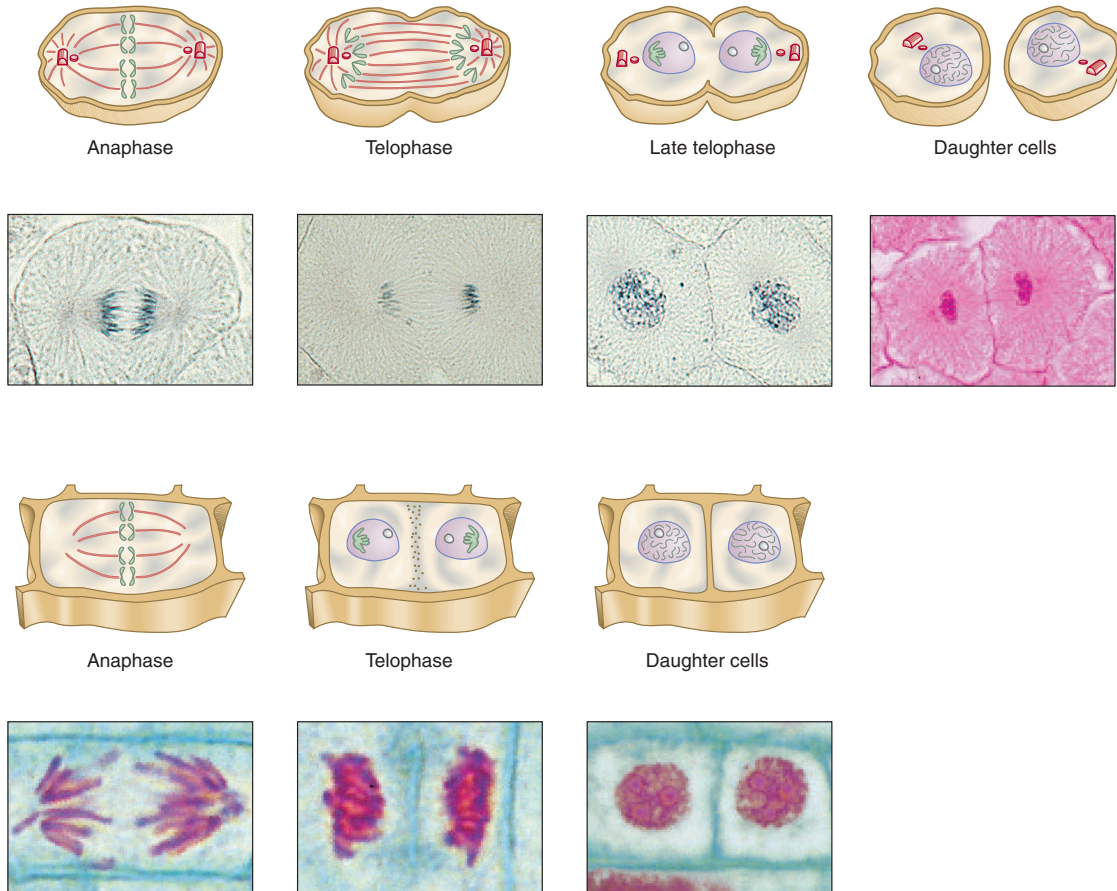 Anaphase
Telophase
Late telophase
Daughter cells
Anaphase
Telophase
Daughter cells